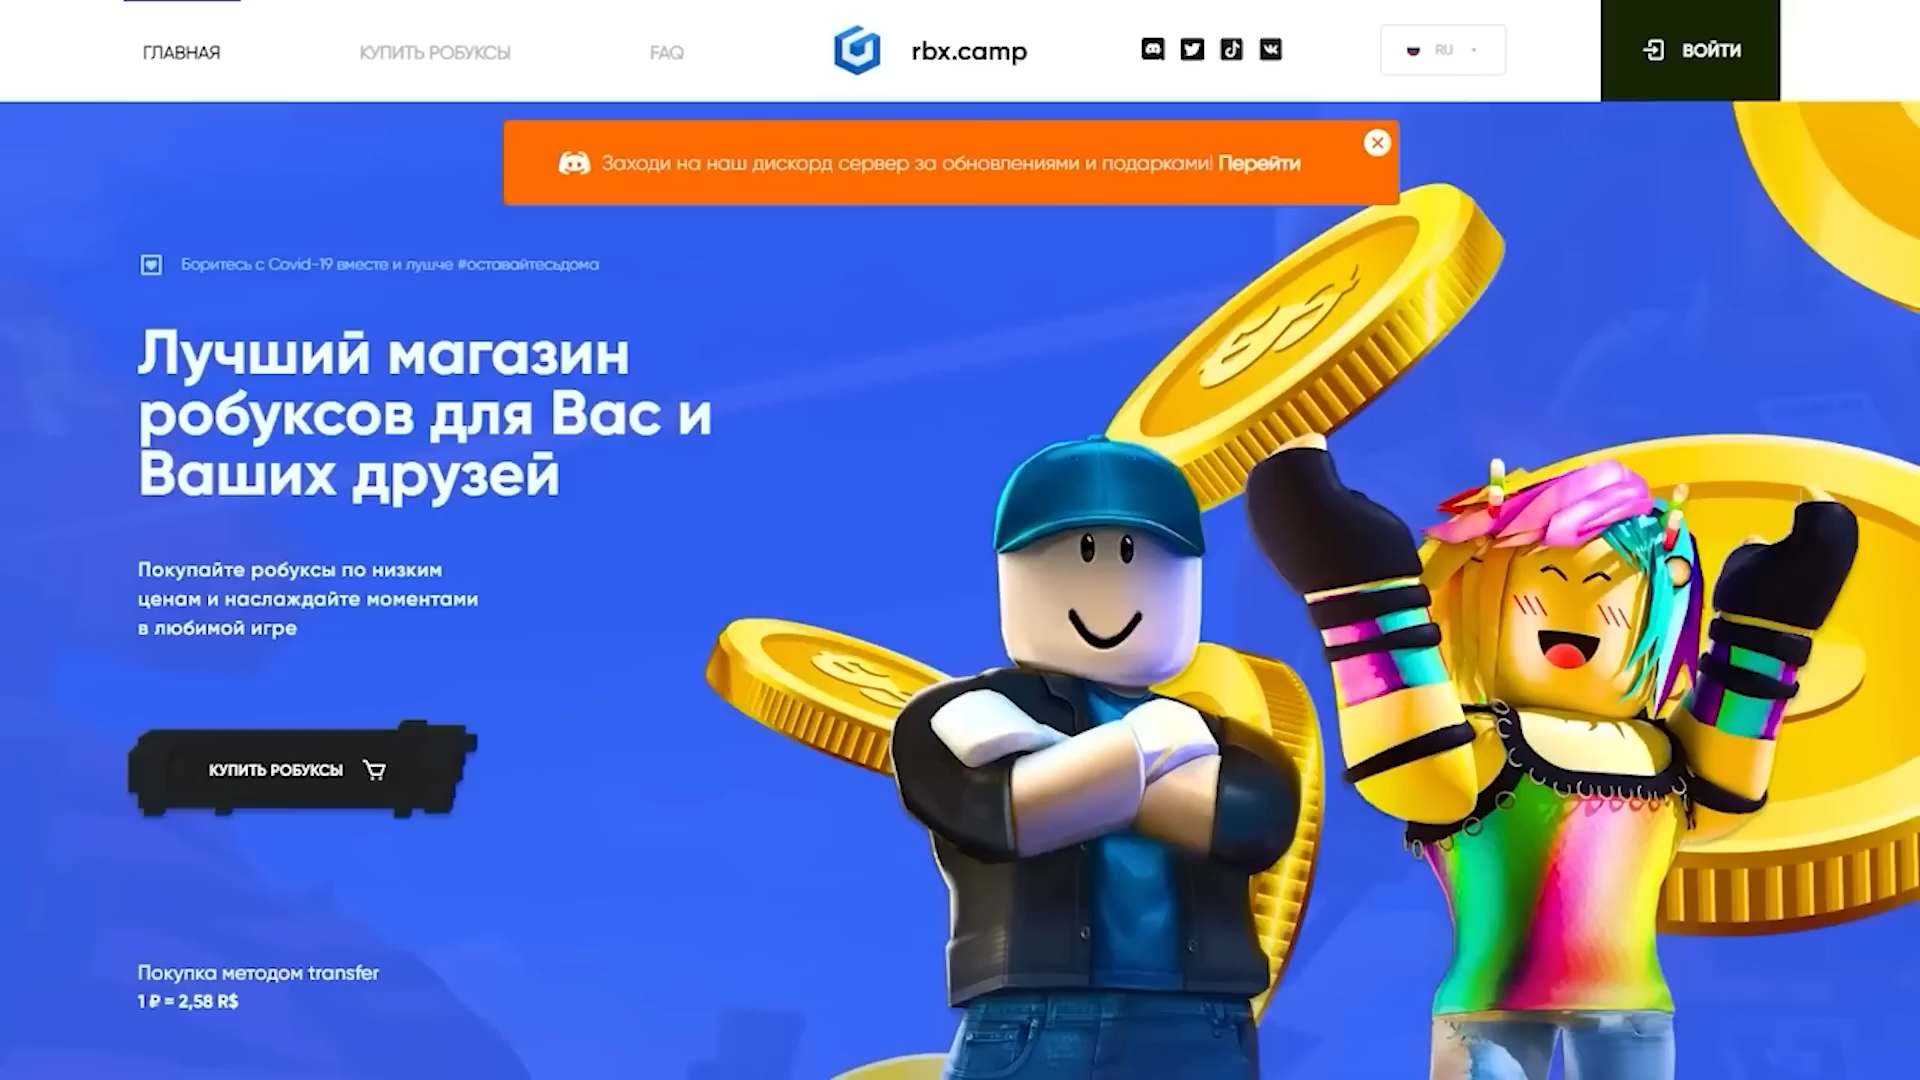 ГЛАВНАЯ
КУПИТЬ РОБУКСЫ
FAQ
rbx.camp
RU
ВОЙТИ
Заходи на наш дискорд сервер за обновлениями и подарками! Перейти
Боритесь с Covid-19 вместе и лушче #оставайтесьдома
Лучший магазин
робуксов для Вас и
Ваших друзей
Покупайте робуксы по низким
ценам и наслаждайте моментами
в любимой игре
КУПИТЬ РОБУКСЫ
Покупка методом transfer
1 ₽ = 2,58 R$